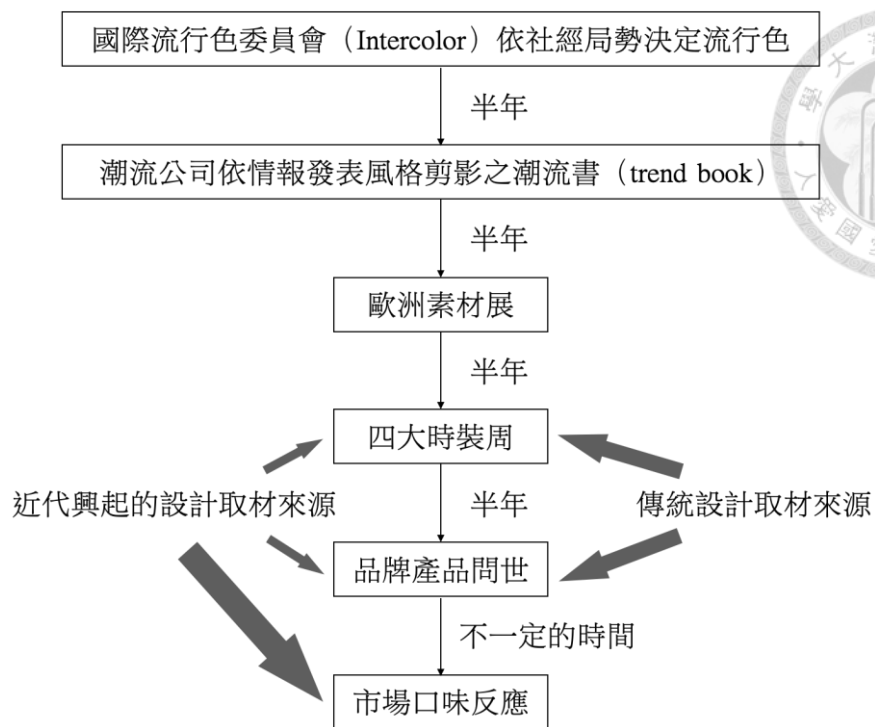 國際流行色委員會（Intercolor）依社經局勢決定流行色
半年
潮流公司依情報發表風格剪影之潮流書（trend book）
半年
歐洲素材展
半年
四大時裝周
近代興起的設計取材來源
半年
傳統設計取材來源
品牌產品問世
不一定的時間
市場口味反應